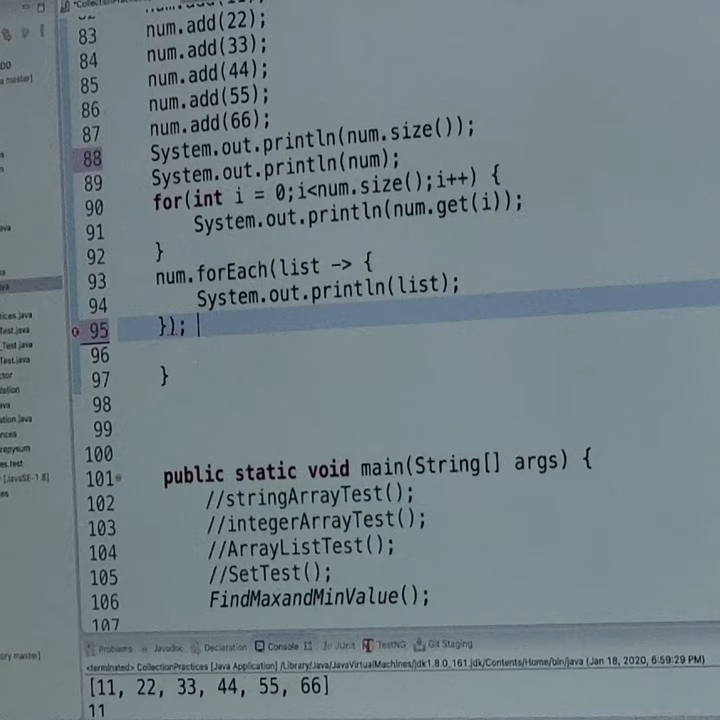 83 num.add(22);
84 num.add(33);
85 num.add(44);
86 num.add(55);
87 num.add(66);
88 System.out.println(num.size());
89 System.out.println(num);
90 for(int i = 0;i<num.size();i++) {
91 System.out.println(num.get(i));
92 }
93 num.forEach(list -> {
94 System.out.println(list);
95 });
96
97 }
98
99
100
101 public static void main(String[] args) {
102 //stringArrayTest();
103 //integerArrayTest();
104 //ArrayListTest();
105 //SetTest();
106 FindMaxandMinValue();
107
Problems Javadoc Declaration Console JUnit TestNG Git Staging
<terminated> CollectionPractices [Java Application] /Library/Java/JavaVirtualMachines/jdk1.8.0_161.jdk/Contents/Home/bin/java (Jan 18, 2020, 6:59:29 PM)
[11, 22, 33, 44, 55, 66]
11